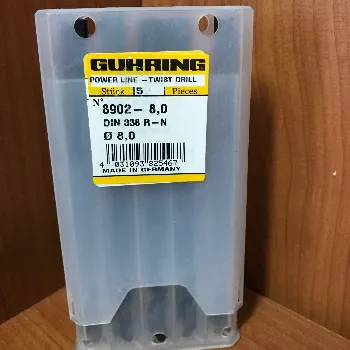 GUHRING
POWER LINE - TWIST DRILL
Stück 5 Pieces
N°
8902 - 8,0
DIN 338 R-N
Ø 8,0
4 031093 825467
MADE IN GERMANY